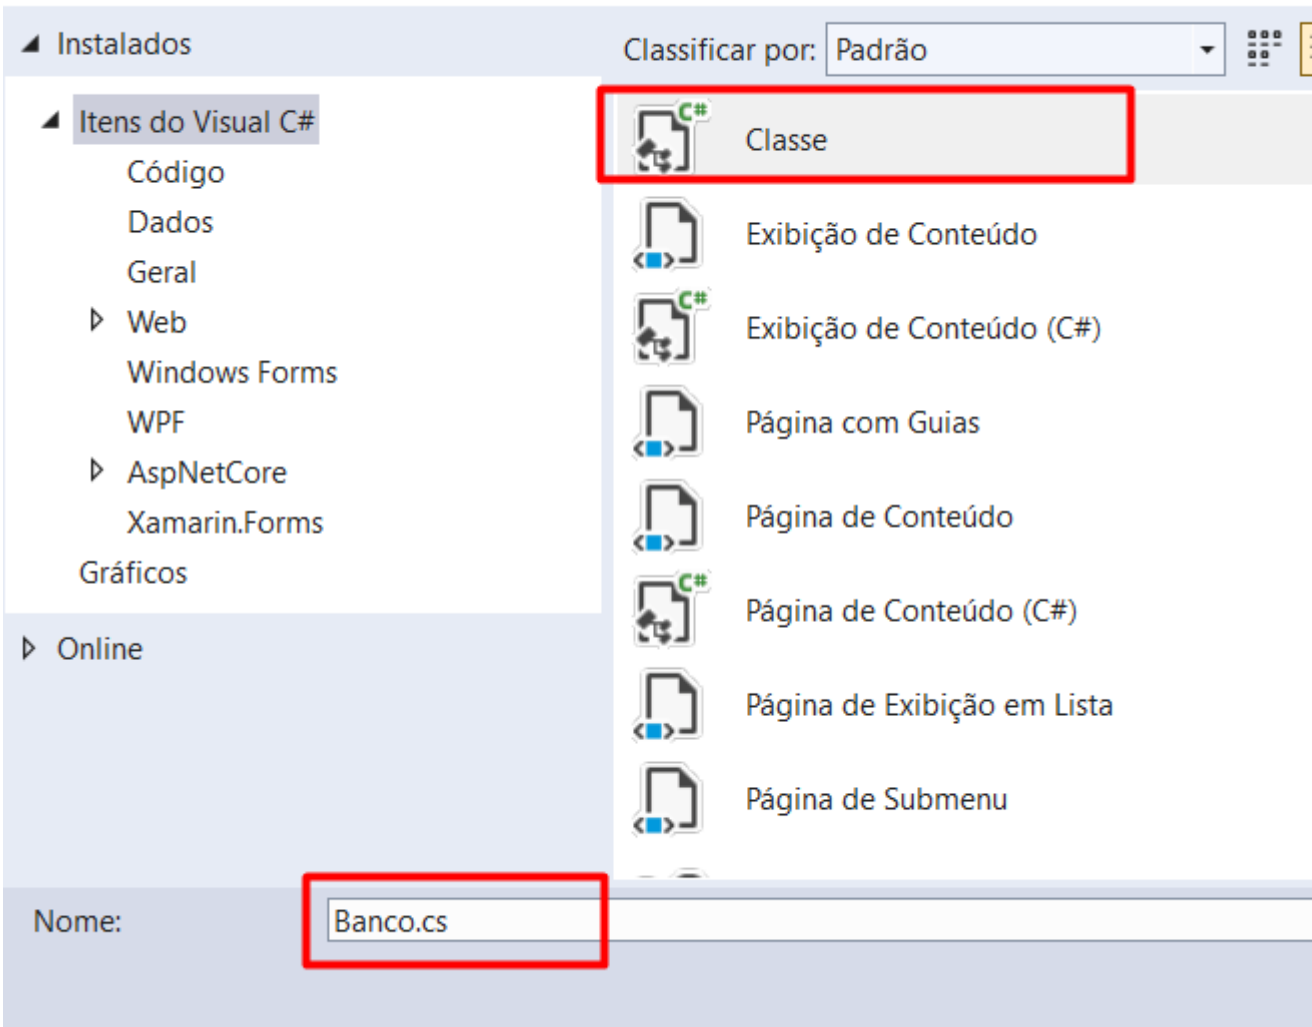 Instalados
Itens do Visual C#
Código
Dados
Geral
Web
Windows Forms
WPF
AspNetCore
Xamarin.Forms
Gráficos
Online
Classificar por: Padrão
C#
Classe
Exibição de Conteúdo
C#
Exibição de Conteúdo (C#)
Página com Guias
Página de Conteúdo
C#
Página de Conteúdo (C#)
Página de Exibição em Lista
Página de Submenu
Nome: Banco.cs